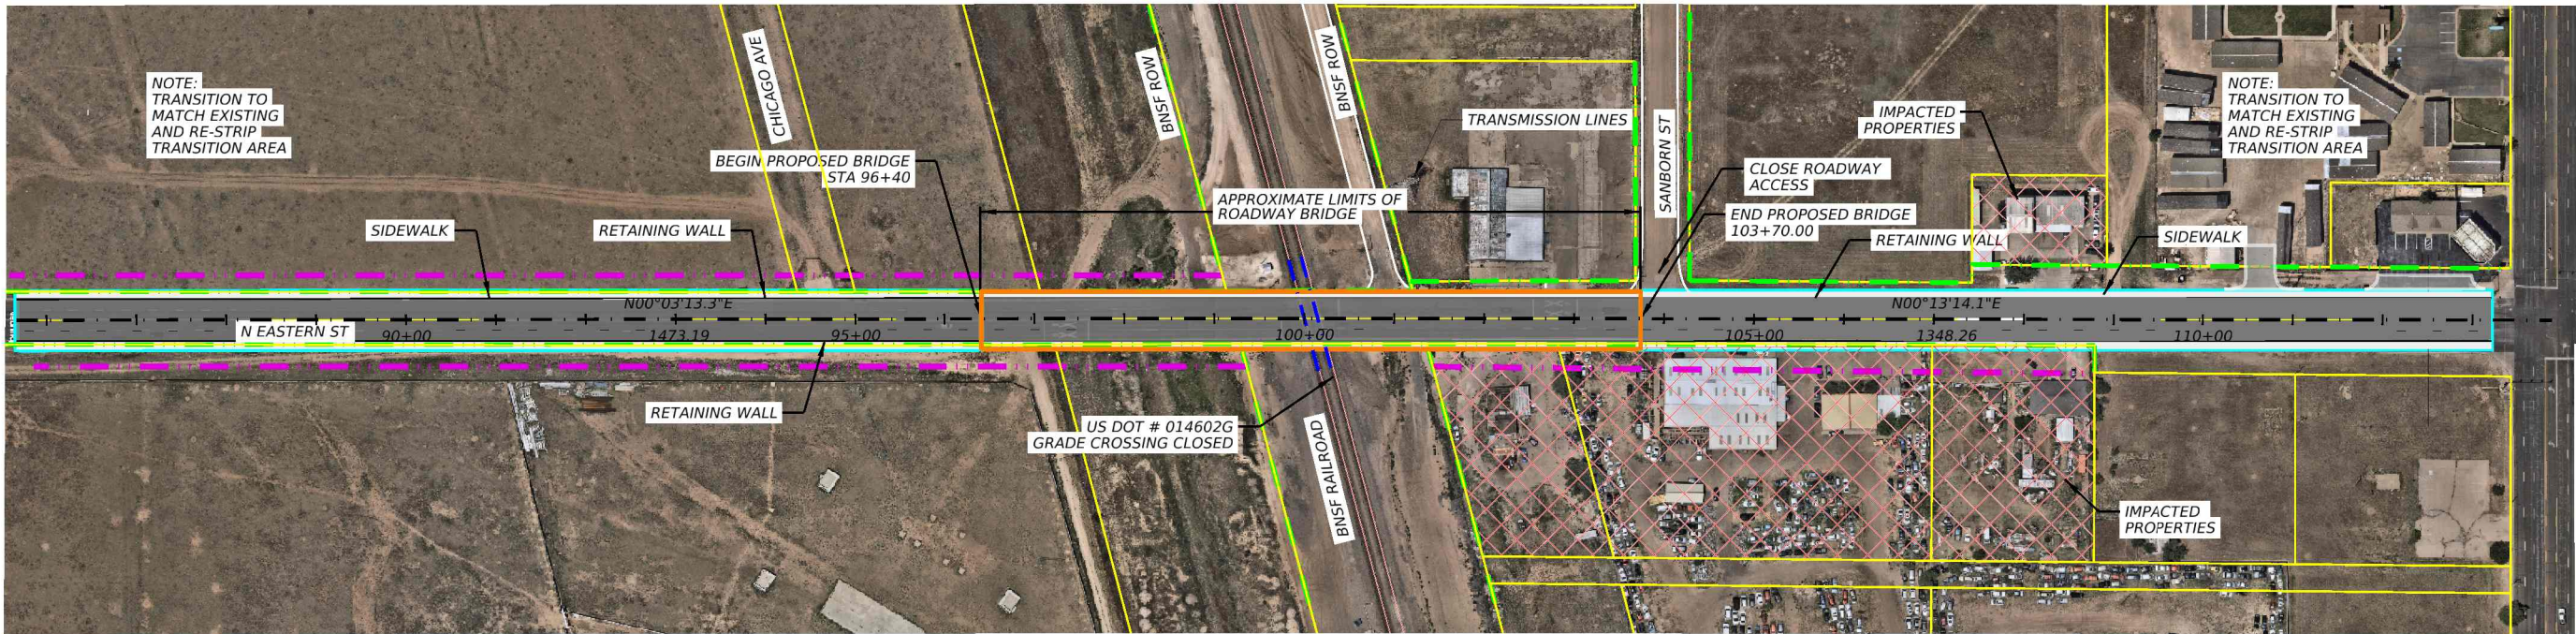 NOTE:
TRANSITION TO
MATCH EXISTING
AND RE-STRIP
TRANSITION AREA
CHICAGO AVE
BNSF ROW
BNSF ROW
TRANSMISSION LINES
SANBORN ST
IMPACTED
PROPERTIES
NOTE:
TRANSITION TO
MATCH EXISTING
AND RE-STRIP
TRANSITION AREA
BEGIN PROPOSED BRIDGE
STA 96+40
APPROXIMATE LIMITS OF
ROADWAY BRIDGE
CLOSE ROADWAY
ACCESS
END PROPOSED BRIDGE
103+70.00
SIDEWALK
RETAINING WALL
RETAINING WALL
SIDEWALK
N00°03'13.3"E
N00°13'14.1"E
N EASTERN ST
90+00
1473.19
95+00
100+00
105+00
1348.26
110+00
RETAINING WALL
US DOT # 014602G
GRADE CROSSING CLOSED
BNSF RAILROAD
IMPACTED
PROPERTIES